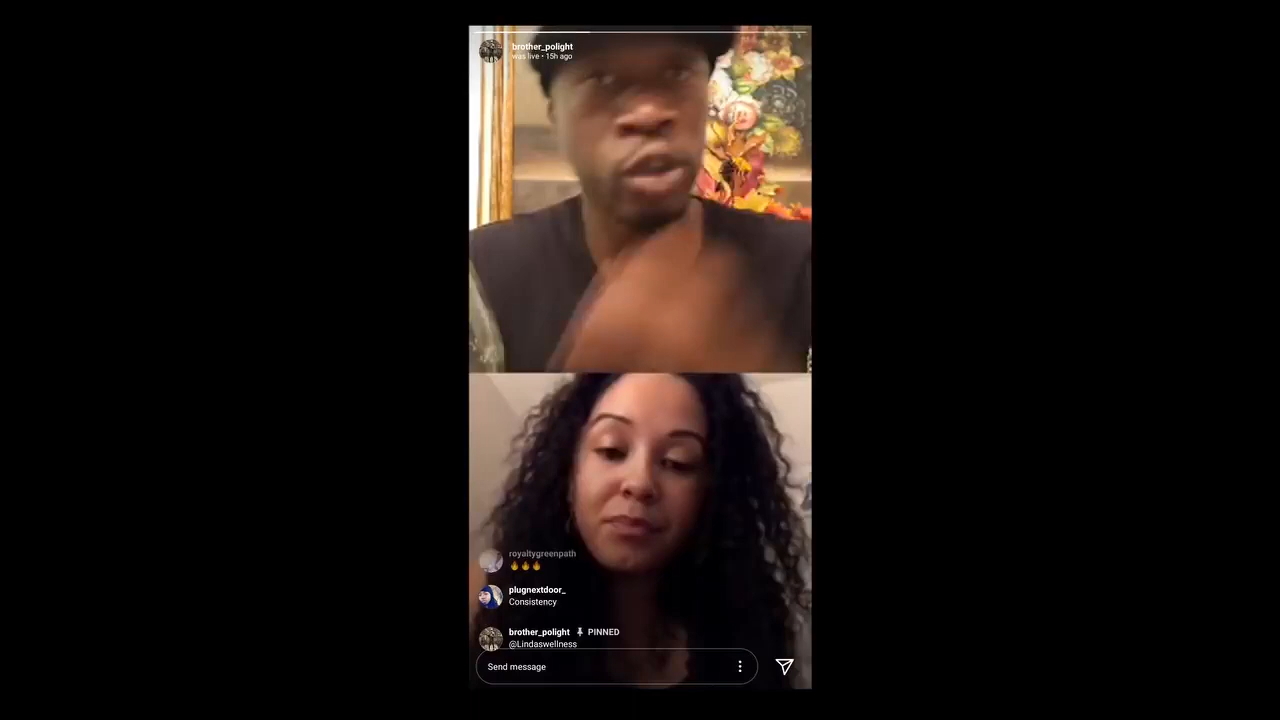 brother_polight
was live • 15h ago
royaltygreenpath
🔥🔥🔥
plugnextdoor_
Consistency
brother_polight PINNED
@Lindaswellness
Send message